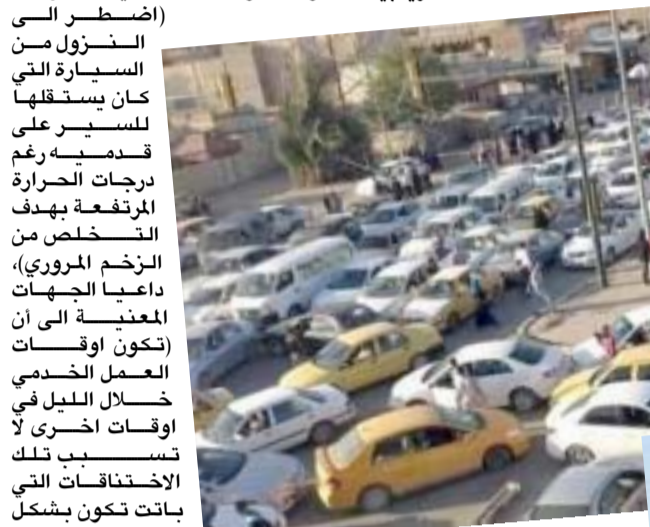 (اضطر الى
النزول من
السيارة التي
كان يستقلها
للسير على
قدميه رغم
درجات الحرارة
المرتفعة بهدف
التخلص من
الزخم المروري)،
داعيا الجهات
المعنية الى أن
(تكون اوقات
العمل الخدمي
خلال الليل في
اوقات اخرى لا
تسبب تلك
الاختناقات التي
باتت تكون بشكل